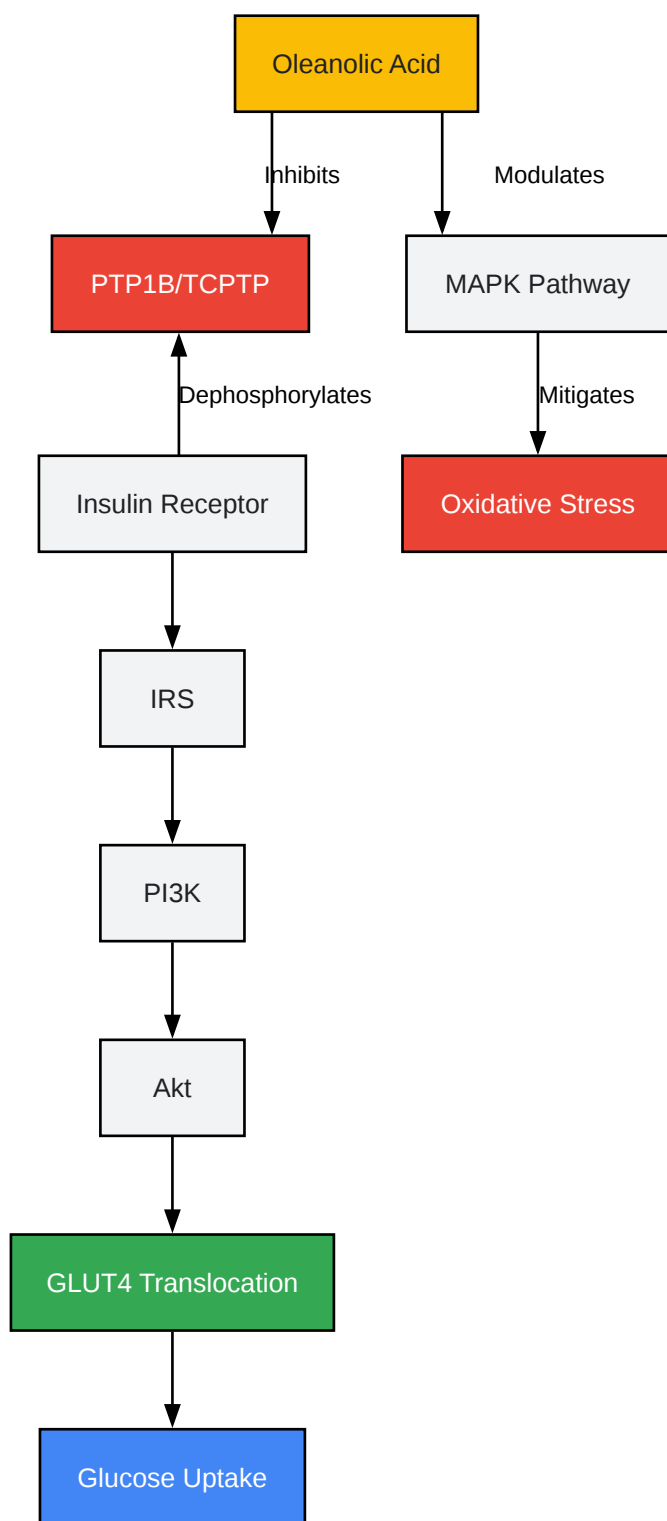 Oleanolic Acid
Inhibits
Modulates
PTP1B/TCPTP
MAPK Pathway
Dephosphorylates
Mitigates
Insulin Receptor
Oxidative Stress
IRS
PI3K
Akt
GLUT4 Translocation
Glucose Uptake